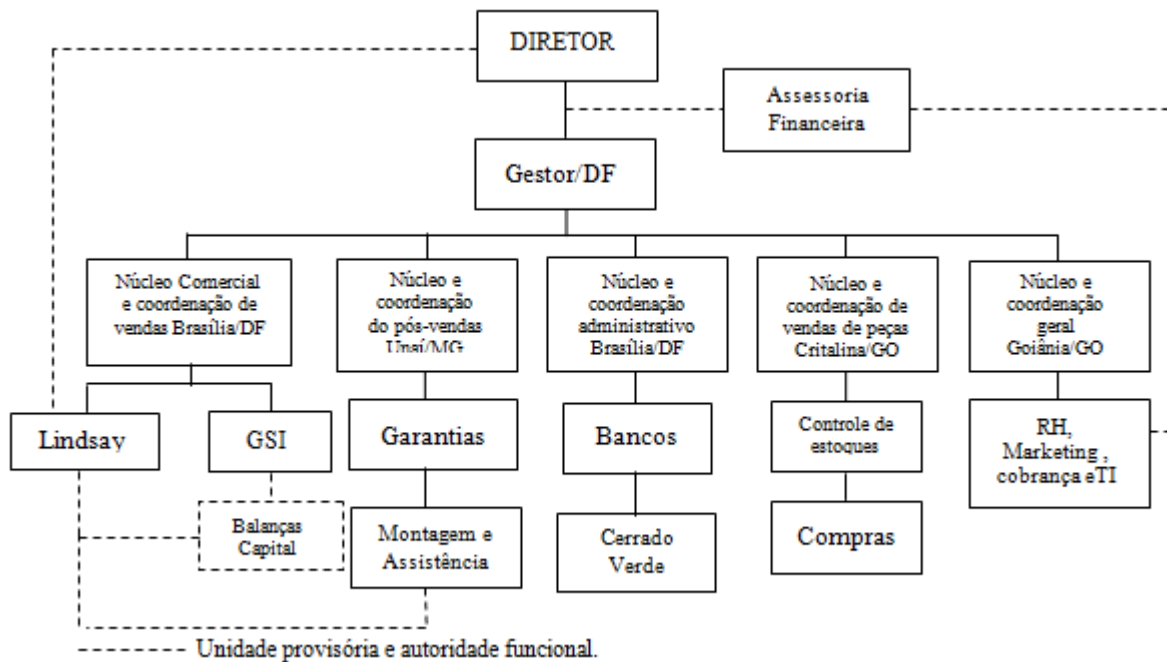 DIRETOR
Assessoria
Financeira
Gestor/DF
Núcleo Comercial
e coordenação de
vendas Brasília/DF
Núcleo e
coordenação
do pós-vendas
Unaí/MG
Núcleo e
coordenação
administrativo
Brasília/DF
Núcleo e
coordenação de
vendas de peças
Critalina/GO
Núcleo e
coordenação
geral
Goiânia/GO
Lindsay
GSI
Garantias
Bancos
Controle de
estoques
RH,
Marketing ,
cobrança eTI
Balanças
Capital
Montagem e
Assistência
Cerrado
Verde
Compras
Unidade provisória e autoridade funcional.